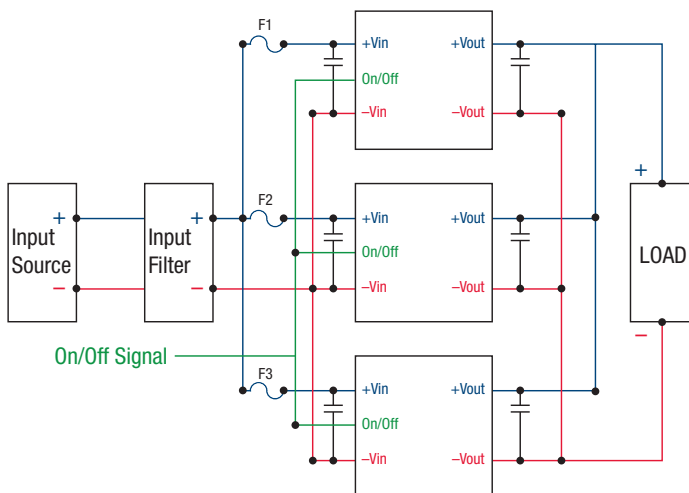 F1
+Vin
+Vout
On/Off
–Vin
–Vout
F2
+
+
Input
Source
Input
Filter
–
–
+Vin
+Vout
On/Off
–Vin
–Vout
+
LOAD
–
On/Off Signal
F3
+Vin
+Vout
On/Off
–Vin
–Vout